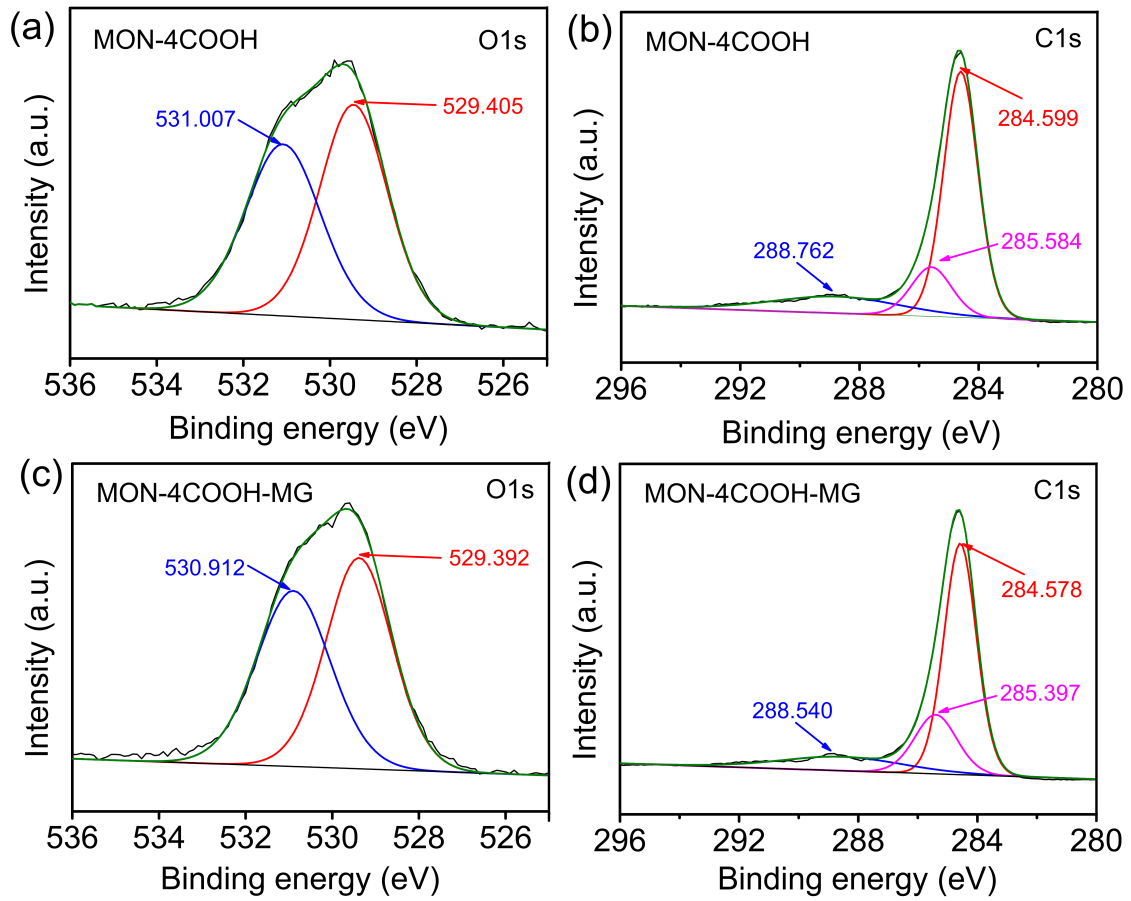 (a)
MON-4COOH
O1s
531.007
529.405
Intensity (a.u.)
536 534 532 530 528 526
Binding energy (eV)
(b)
MON-4COOH
C1s
284.599
285.584
288.762
Intensity (a.u.)
296 292 288 284 280
Binding energy (eV)
(c)
MON-4COOH-MG
O1s
530.912
529.392
Intensity (a.u.)
536 534 532 530 528 526
Binding energy (eV)
(d)
MON-4COOH-MG
C1s
284.578
285.397
288.540
Intensity (a.u.)
296 292 288 284 280
Binding energy (eV)